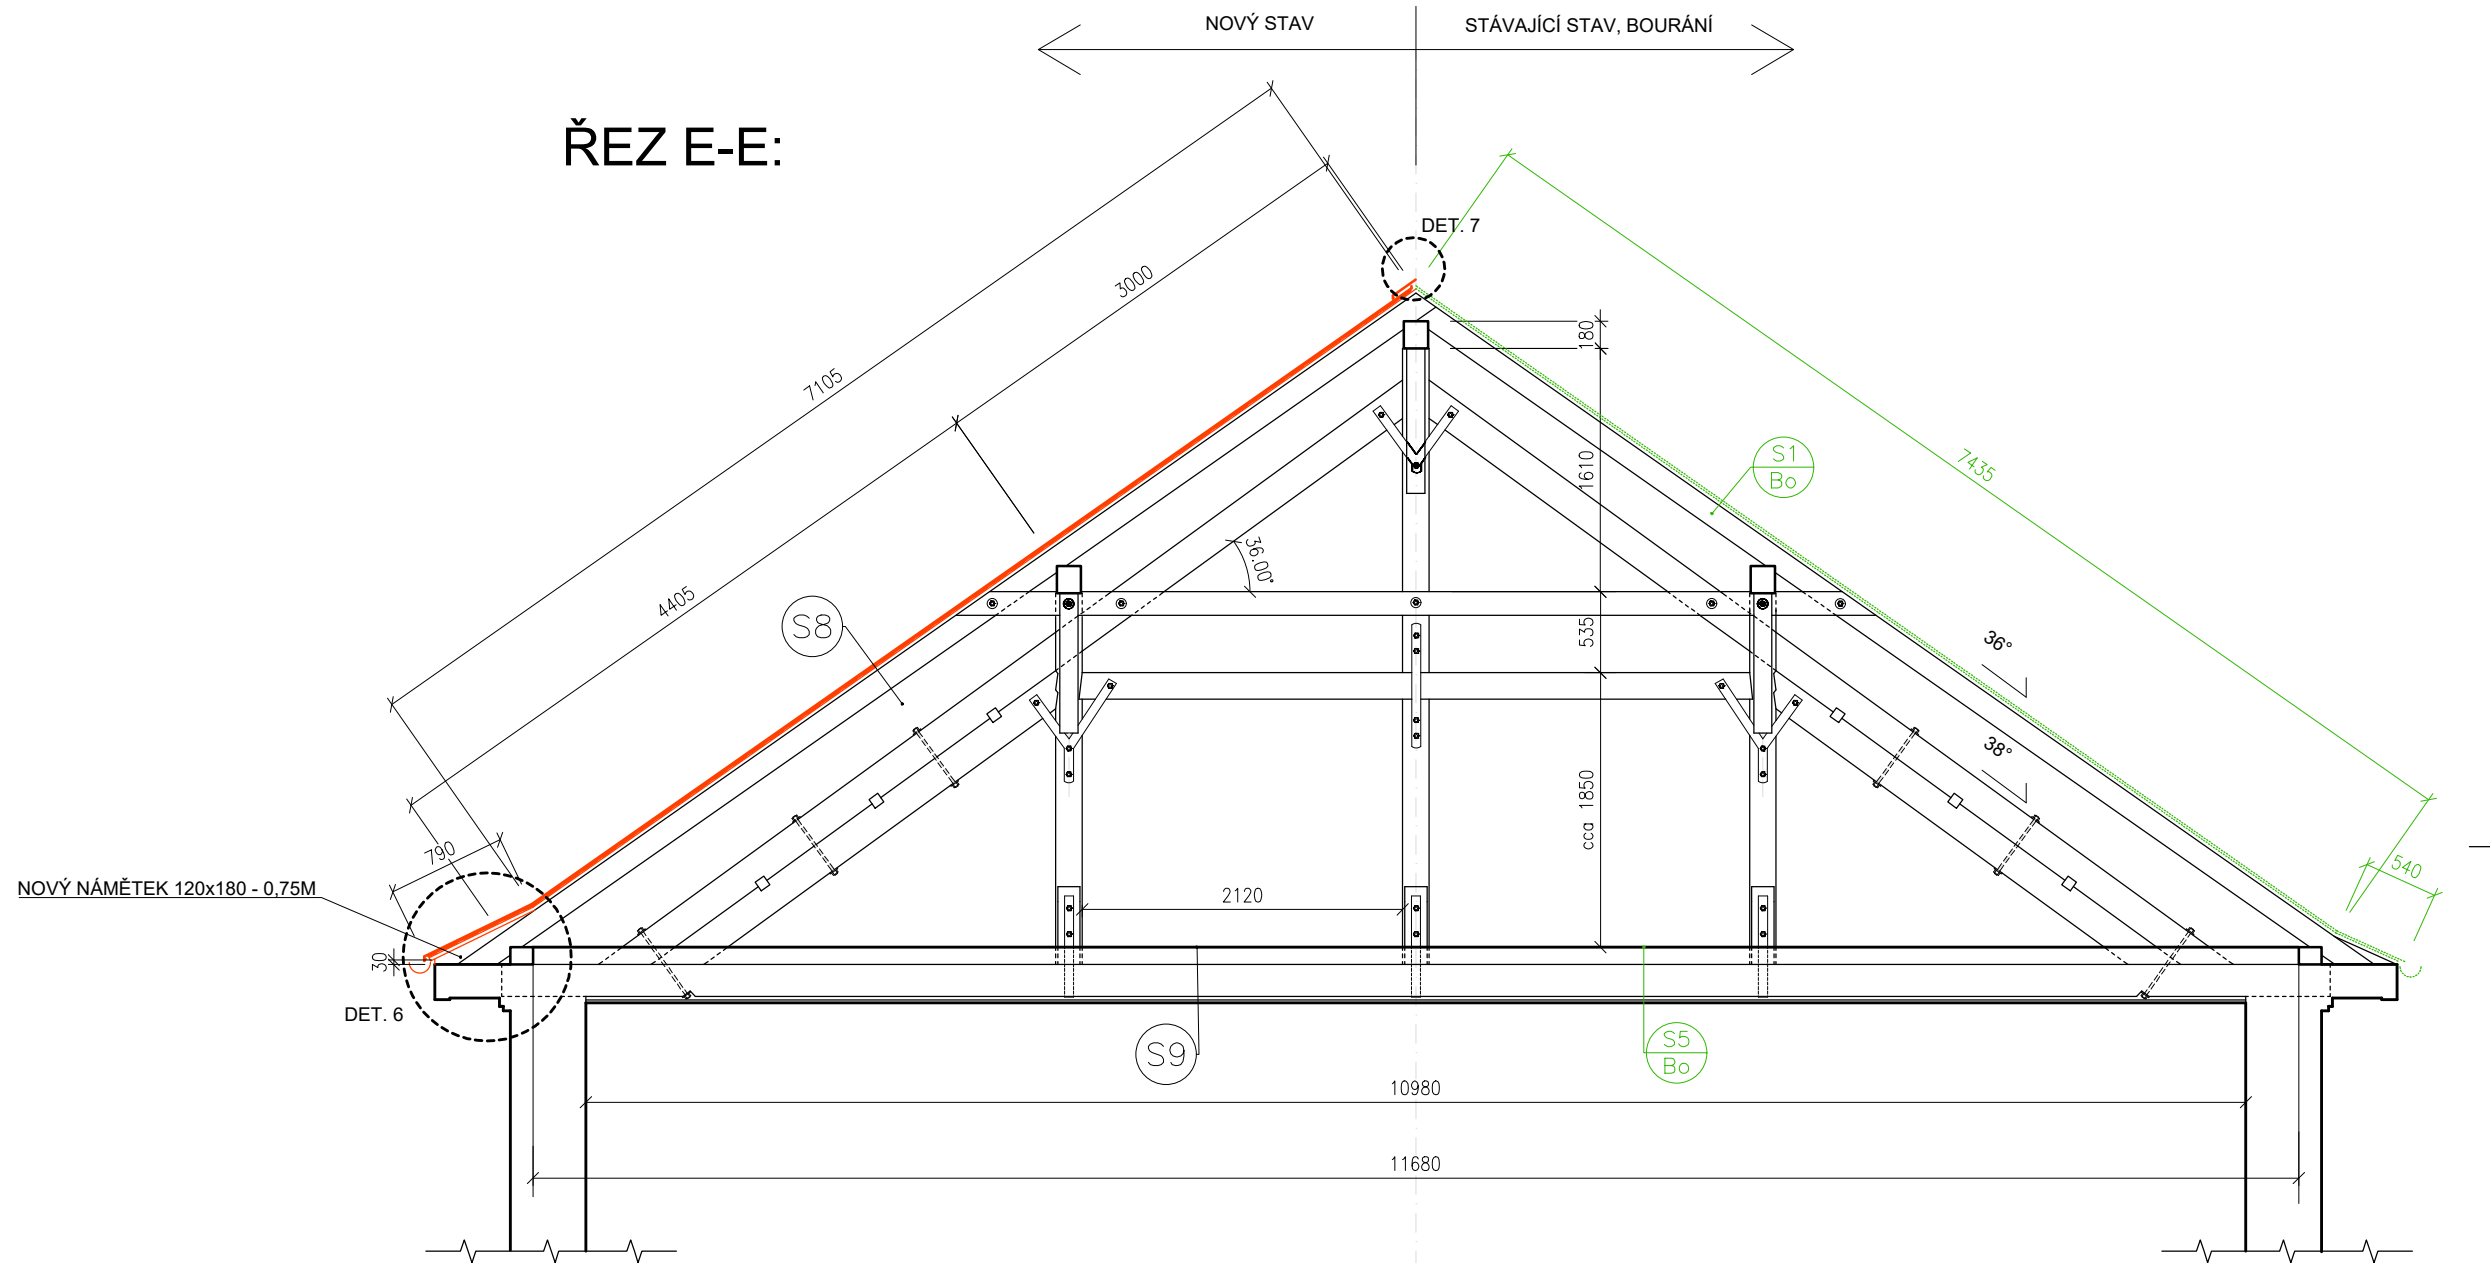 NOVÝ STAV
STÁVAJÍCÍ STAV, BOURÁNÍ
ŘEZ E-E:
DET. 7
3000
180
7105
7435
S1
Bo
1610
36.00°
4405
S8
535
36°
38°
790
cca 1850
540
NOVÝ NÁMĚTEK 120x180 - 0,75M
2120
30
DET. 6
S9
S5
Bo
10980
11680